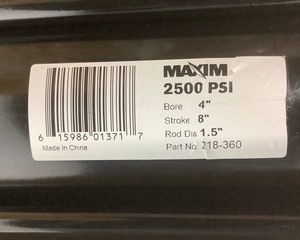 MAXIM
2500 PSI
Bore: 4"
Stroke: 8"
Rod Dia 1.5"
Part No. 218-360
6 15986 01371 7
Made In China